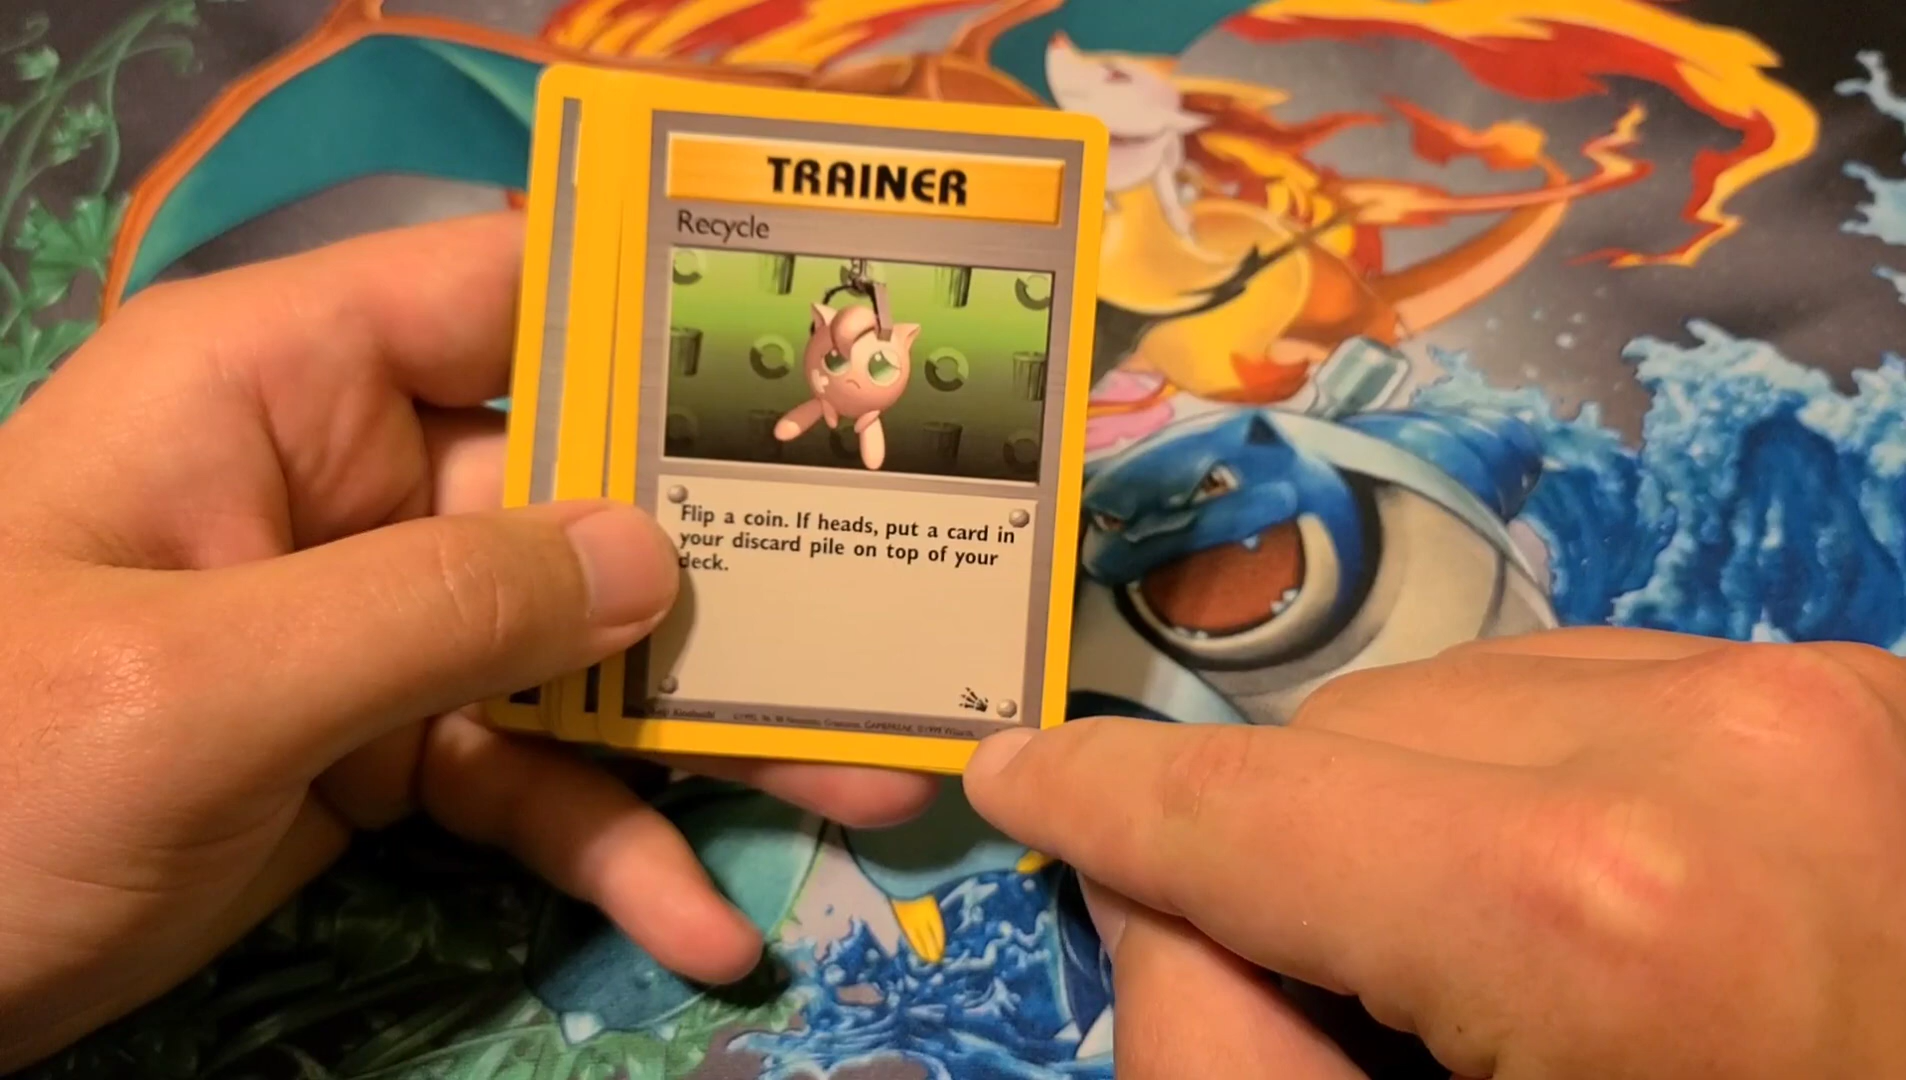 TRAINER
Recycle
Flip a coin. If heads, put a card in
your discard pile on top of your
deck.